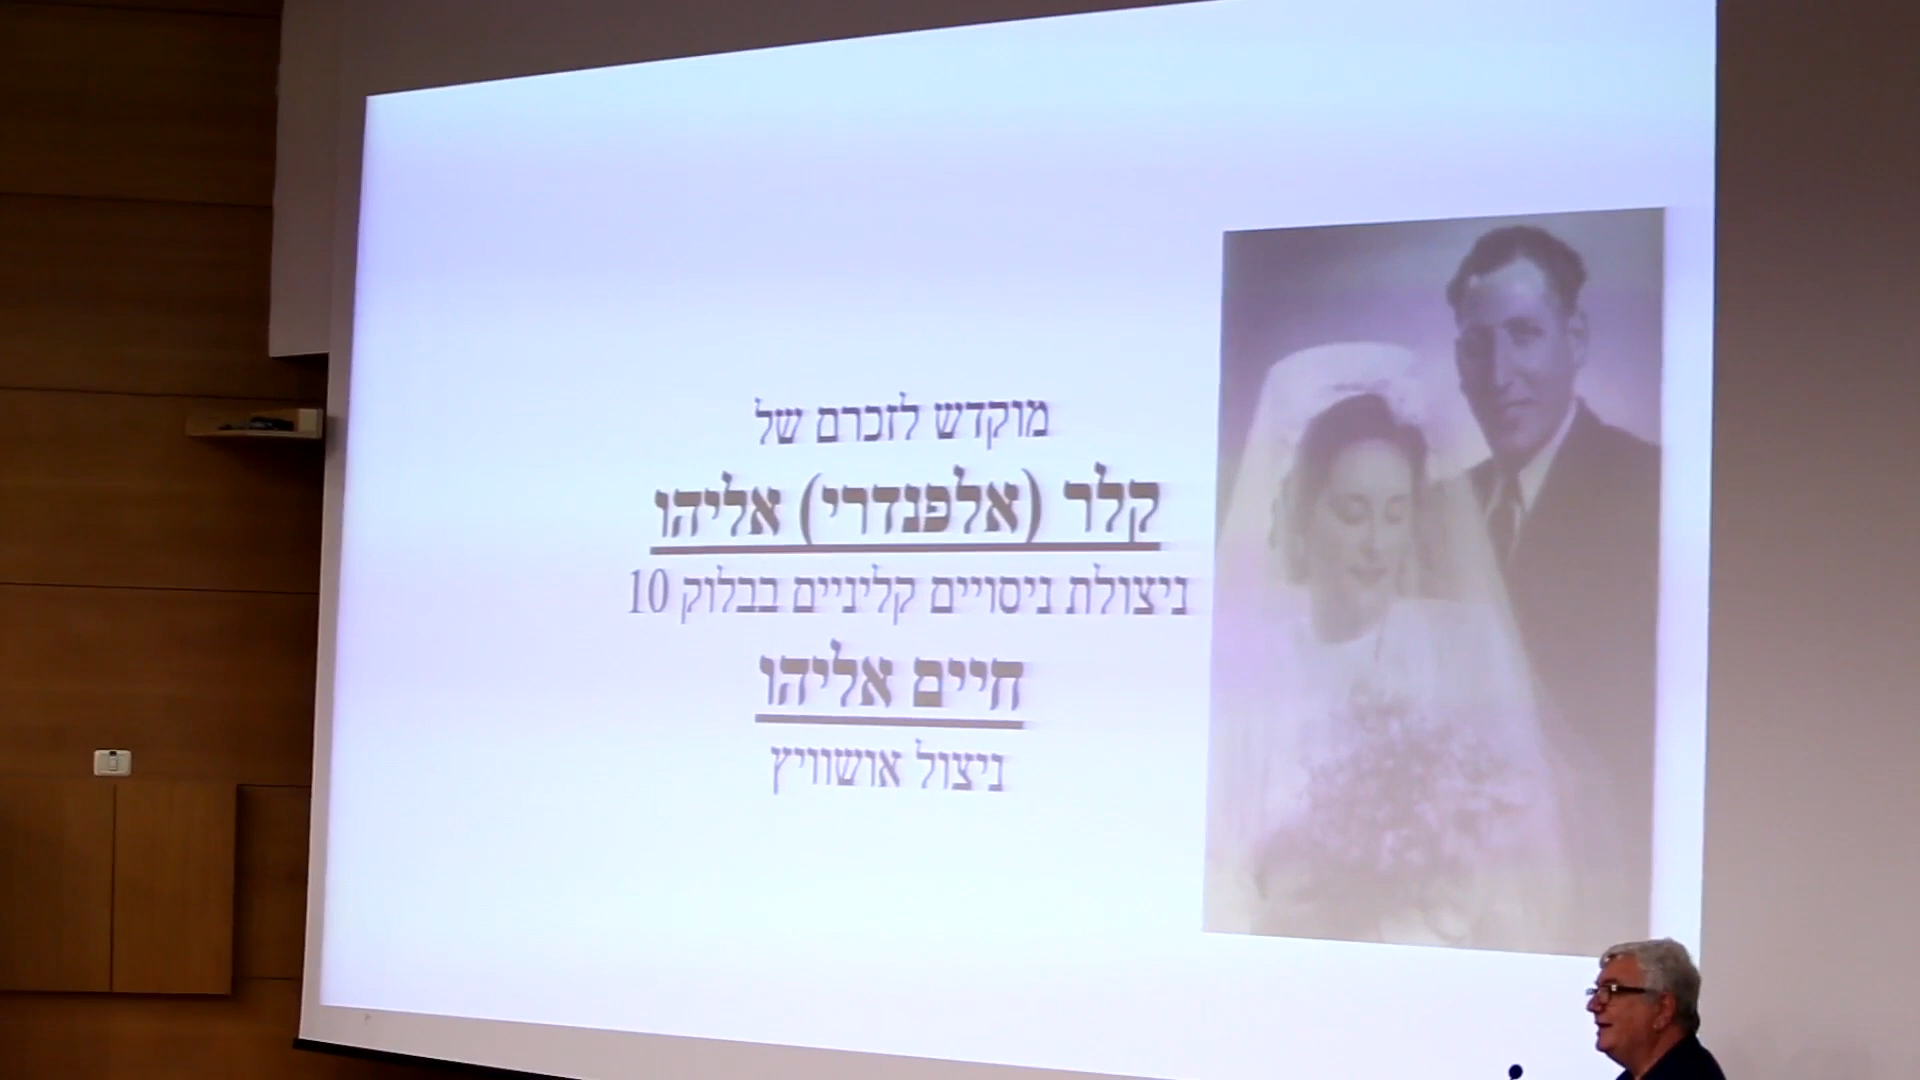 מוקדש לזכרם של
קלר (אלפנדרי) אליהו
ניצולת ניסויים קליניים בבלוק 10
חיים אליהו
ניצול אושוויץ